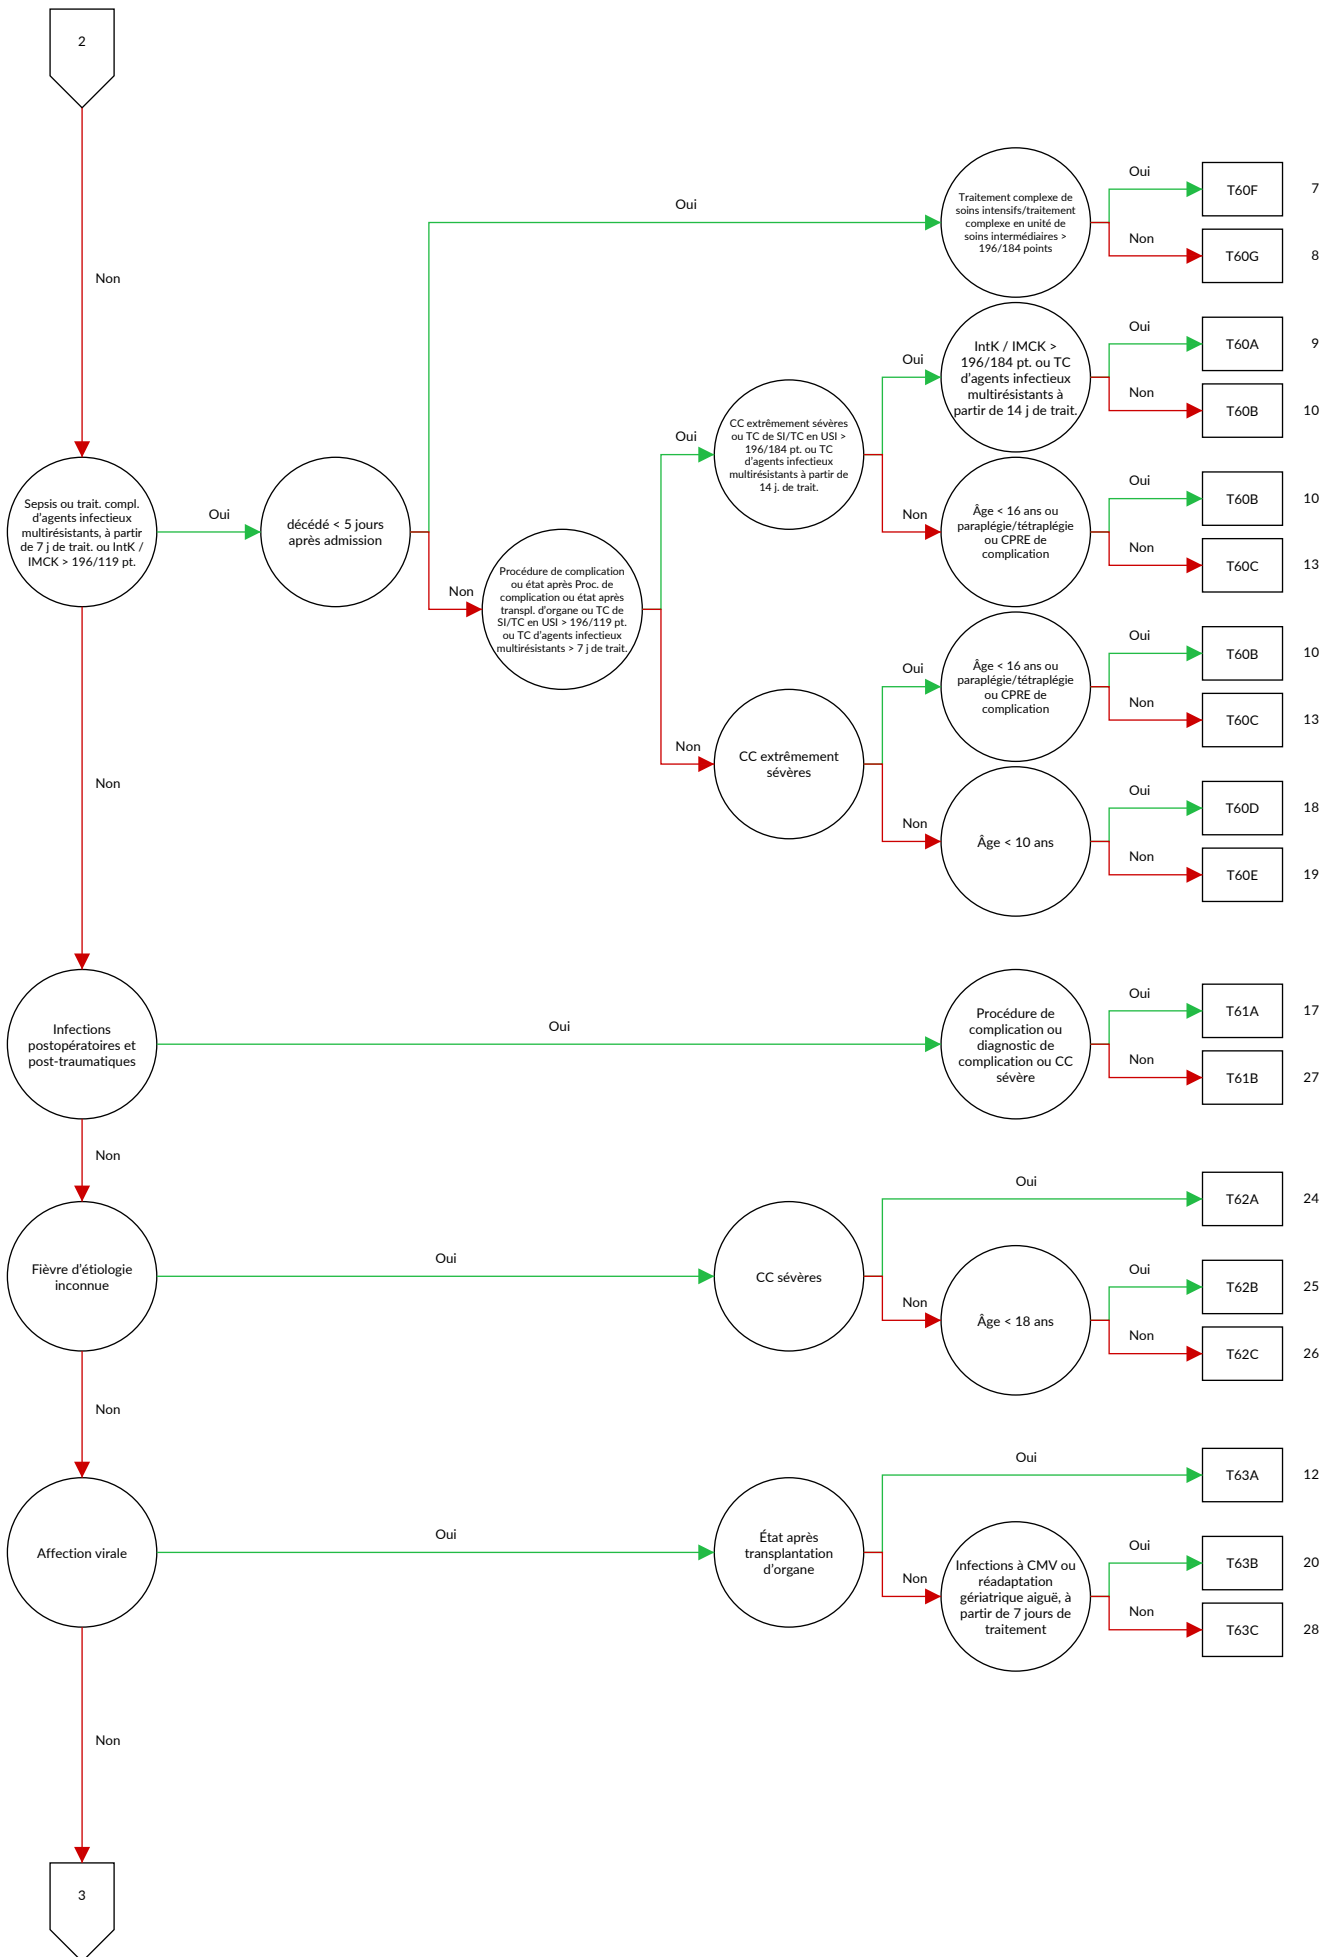 2
Non
Oui
Traitement complexe de
soins intensifs/traitement
complexe en unité de
soins intermédiaires >
196/184 points
Oui
T60F
7
Non
T60G
8
Sepsis ou trait. compl.
d'agents infectieux
multirésistants, à partir
de 7 j de trait. ou IntK /
IMCK > 196/119 pt.
Oui
décédé < 5 jours
après admission
Non
Procédure de complication
ou état après Proc. de
complication ou état après
transpl. d'organe ou TC de
SI/TC en USI > 196/119 pt.
ou TC d'agents infectieux
multirésistants > 7 j de trait.
Oui
CC extrêmement sévères
ou TC de SI/TC en USI >
196/184 pt. ou TC
d'agents infectieux
multirésistants à partir de
14 j. de trait.
Oui
IntK / IMCK >
196/184 pt. ou TC
d'agents infectieux
multirésistants à
partir de 14 j de trait.
Oui
T60A
9
Non
T60B
10
Non
Âge < 16 ans ou
paraplégie/tétraplégie
ou CPRE de
complication
Oui
T60B
10
Non
T60C
13
Non
CC extrêmement
sévères
Oui
Âge < 16 ans ou
paraplégie/tétraplégie
ou CPRE de
complication
Oui
T60B
10
Non
T60C
13
Non
Âge < 10 ans
Oui
T60D
18
Non
T60E
19
Non
Infections
postopératoires et
post-traumatiques
Oui
Procédure de
complication ou
diagnostic de
complication ou CC
sévère
Oui
T61A
17
Non
T61B
27
Non
Fièvre d'étiologie
inconnue
Oui
CC sévères
Oui
T62A
24
Non
Âge < 18 ans
Oui
T62B
25
Non
T62C
26
Non
Affection virale
Oui
État après
transplantation
d'organe
Oui
T63A
12
Non
Infections à CMV ou
réadaptation
gériatrique aiguë, à
partir de 7 jours de
traitement
Oui
T63B
20
Non
T63C
28
Non
3